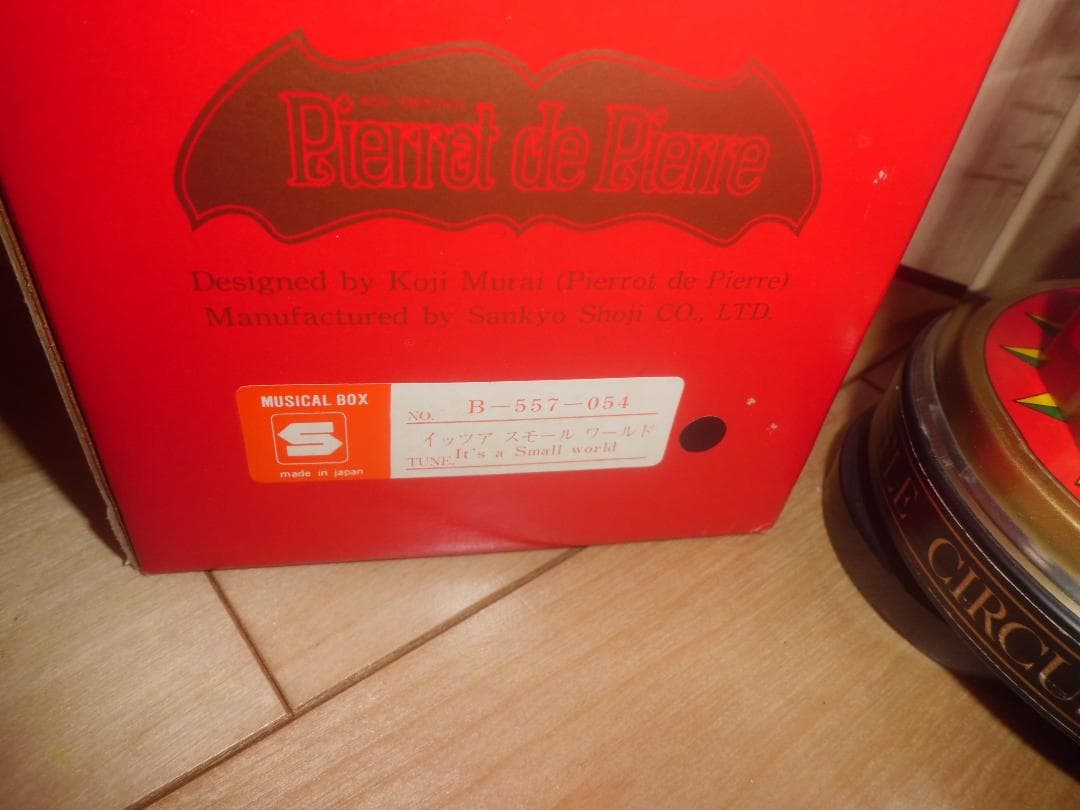 Pierrot de Pierre
Designed by Koji Murai (Pierrot de Pierre)
Manufactured by Sankyo Shoji CO., LTD.
MUSICAL BOX
S
made in japan
NO. B-557-054
イッツア スモール ワールド
TUNE. It's a Small world
LE CIRCU